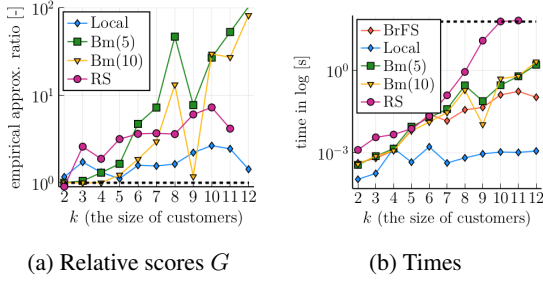 empirical approx. ratio [-]
10²
10¹
10⁰
Local
Bm(5)
Bm(10)
RS
2 3 4 5 6 7 8 9 10 11 12
k (the size of customers)
(a) Relative scores G
time in log [s]
10⁰
10⁻³
BrFS
Local
Bm(5)
Bm(10)
RS
2 3 4 5 6 7 8 9 10 11 12
k (the size of customers)
(b) Times